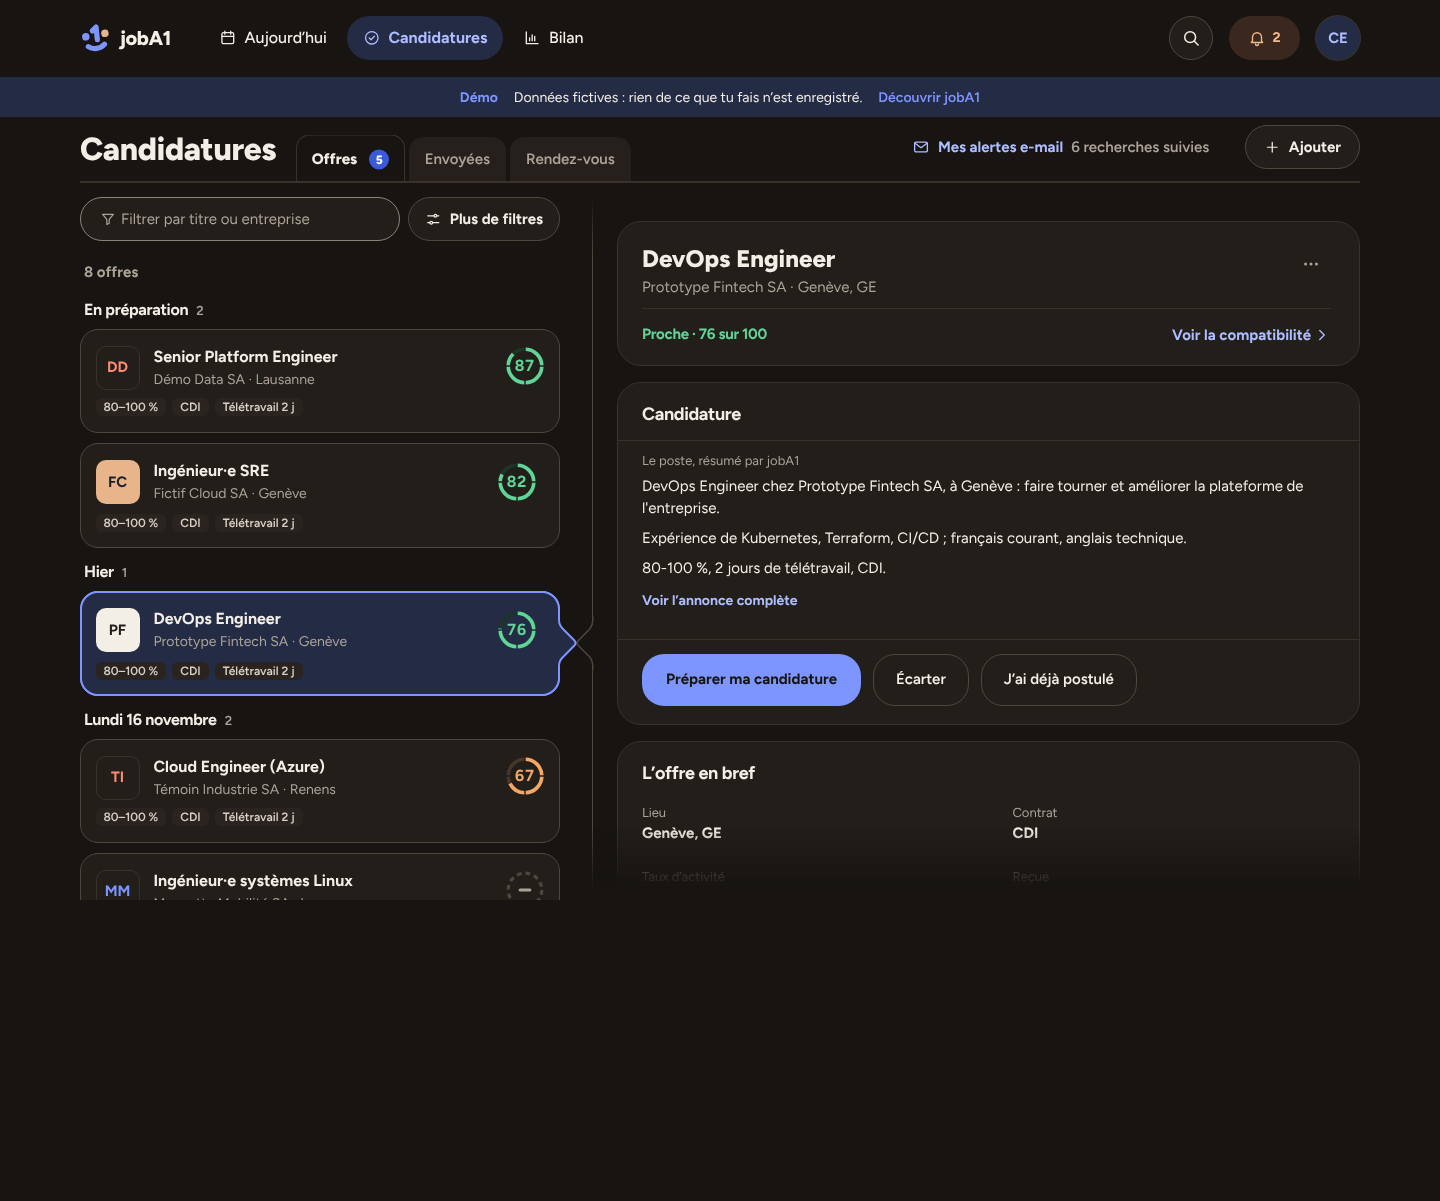 jobA1
Aujourd’hui
Candidatures
Bilan
2
CE
Démo Données fictives : rien de ce que tu fais n’est enregistré. Découvrir jobA1
Candidatures
Offres 5
Envoyées
Rendez-vous
Mes alertes e-mail 6 recherches suivies
Ajouter
Filtrer par titre ou entreprise
Plus de filtres
8 offres
En préparation 2
DD
Senior Platform Engineer
Démo Data SA · Lausanne
87
80–100 % CDI Télétravail 2 j
FC
Ingénieur·e SRE
Fictif Cloud SA · Genève
82
80–100 % CDI Télétravail 2 j
Hier 1
PF
DevOps Engineer
Prototype Fintech SA · Genève
76
80–100 % CDI Télétravail 2 j
Lundi 16 novembre 2
TI
Cloud Engineer (Azure)
Témoin Industrie SA · Renens
67
80–100 % CDI Télétravail 2 j
MM
Ingénieur·e systèmes Linux
–
DevOps Engineer
Prototype Fintech SA · Genève, GE
Proche · 76 sur 100
Voir la compatibilité
Candidature
Le poste, résumé par jobA1
DevOps Engineer chez Prototype Fintech SA, à Genève : faire tourner et améliorer la plateforme de
l'entreprise.
Expérience de Kubernetes, Terraform, CI/CD ; français courant, anglais technique.
80-100 %, 2 jours de télétravail, CDI.
Voir l’annonce complète
Préparer ma candidature
Écarter
J’ai déjà postulé
L’offre en bref
Lieu
Genève, GE
Contrat
CDI
Taux d’activité
Reçue